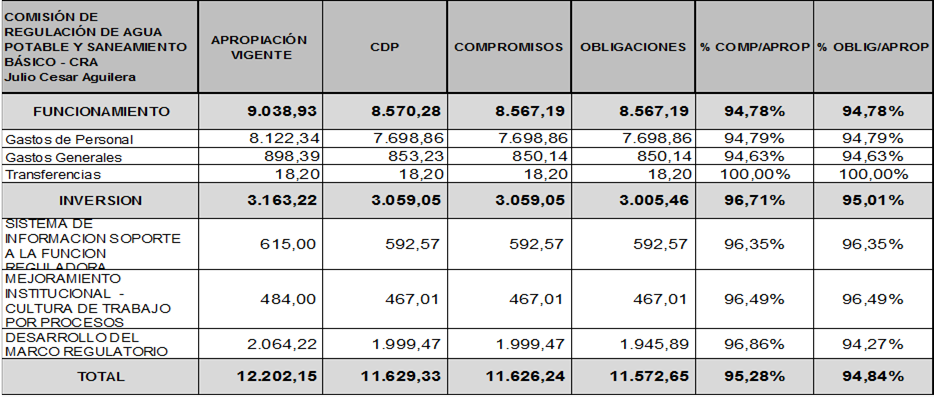 COMISIÓN DE
REGULACIÓN DE AGUA
POTABLE Y SANEAMIENTO
BÁSICO - CRA
Julio Cesar Aguilera
APROPIACIÓN
VIGENTE
CDP
COMPROMISOS
OBLIGACIONES
% COMP/APROP
% OBLIG/APROP
FUNCIONAMIENTO 9.038,93 8.570,28 8.567,19 8.567,19 94,78% 94,78%
Gastos de Personal 8.122,34 7.698,86 7.698,86 7.698,86 94,79% 94,79%
Gastos Generales 898,39 853,23 850,14 850,14 94,63% 94,63%
Transferencias 18,20 18,20 18,20 18,20 100,00% 100,00%
INVERSION 3.163,22 3.059,05 3.059,05 3.005,46 96,71% 95,01%
SISTEMA DE
INFORMACION SOPORTE
A LA FUNCION
REGULADORA
615,00 592,57 592,57 592,57 96,35% 96,35%
MEJORAMIENTO
INSTITUCIONAL -
CULTURA DE TRABAJO
POR PROCESOS
484,00 467,01 467,01 467,01 96,49% 96,49%
DESARROLLO DEL
MARCO REGULATORIO
2.064,22 1.999,47 1.999,47 1.945,89 96,86% 94,27%
TOTAL 12.202,15 11.629,33 11.626,24 11.572,65 95,28% 94,84%